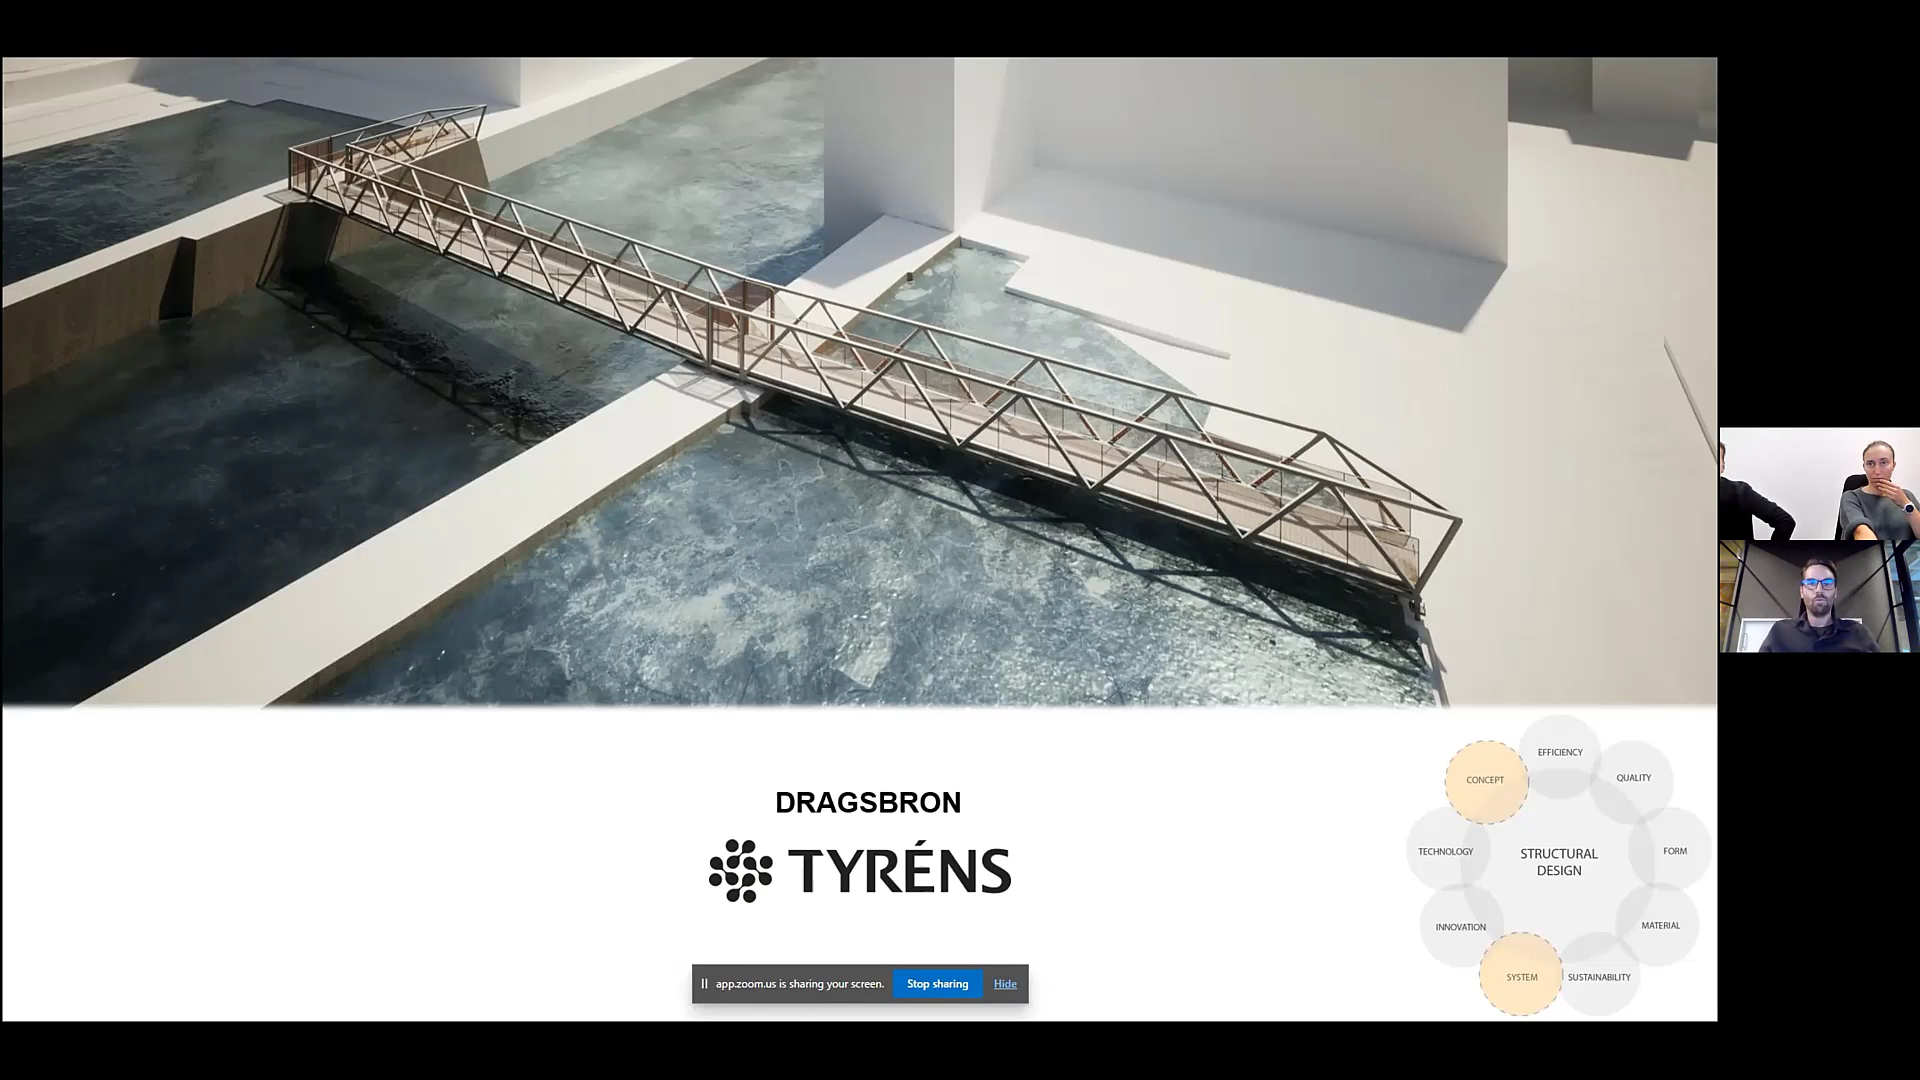 DRAGSBRON
TYRÉNS
EFFICIENCY
CONCEPT
QUALITY
TECHNOLOGY
STRUCTURAL
DESIGN
FORM
INNOVATION
MATERIAL
SYSTEM
SUSTAINABILITY
app.zoom.us is sharing your screen.
Stop sharing
Hide